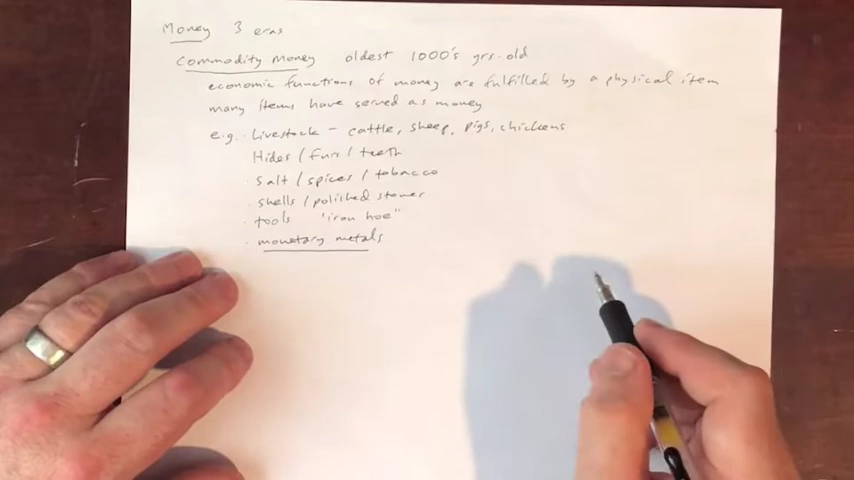 Money 3 eras
Commodity Money oldest 1000's yrs. old
economic functions of money are fulfilled by a physical item
many items have served as money
e.g. · Livestock - cattle, sheep, pigs, chickens
Hides / furs / teeth
· salt / spices / tobacco
· shells / polished stones
· tools "iron hoe"
· monetary metals